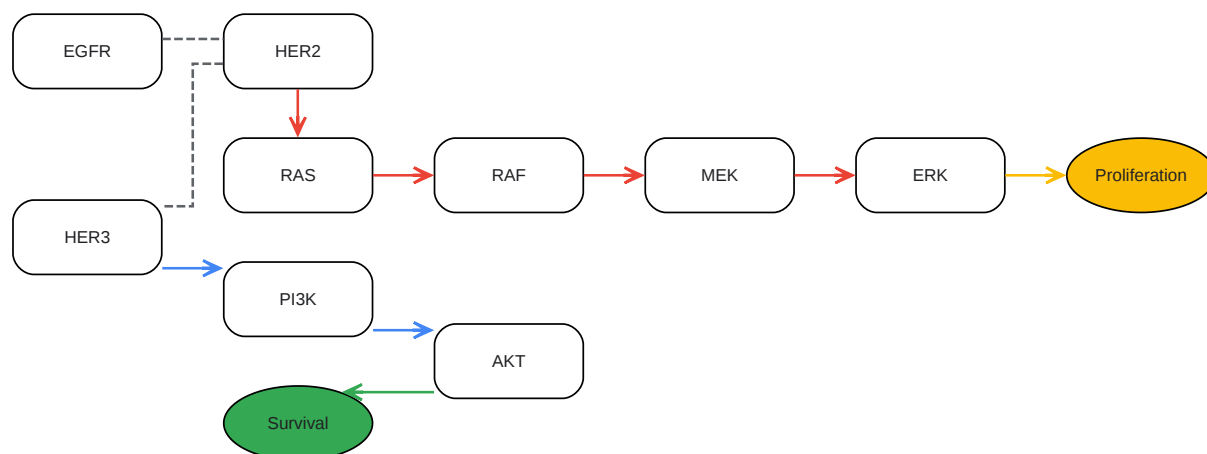 EGFR
HER2
RAS
RAF
MEK
ERK
Proliferation
HER3
PI3K
AKT
Survival